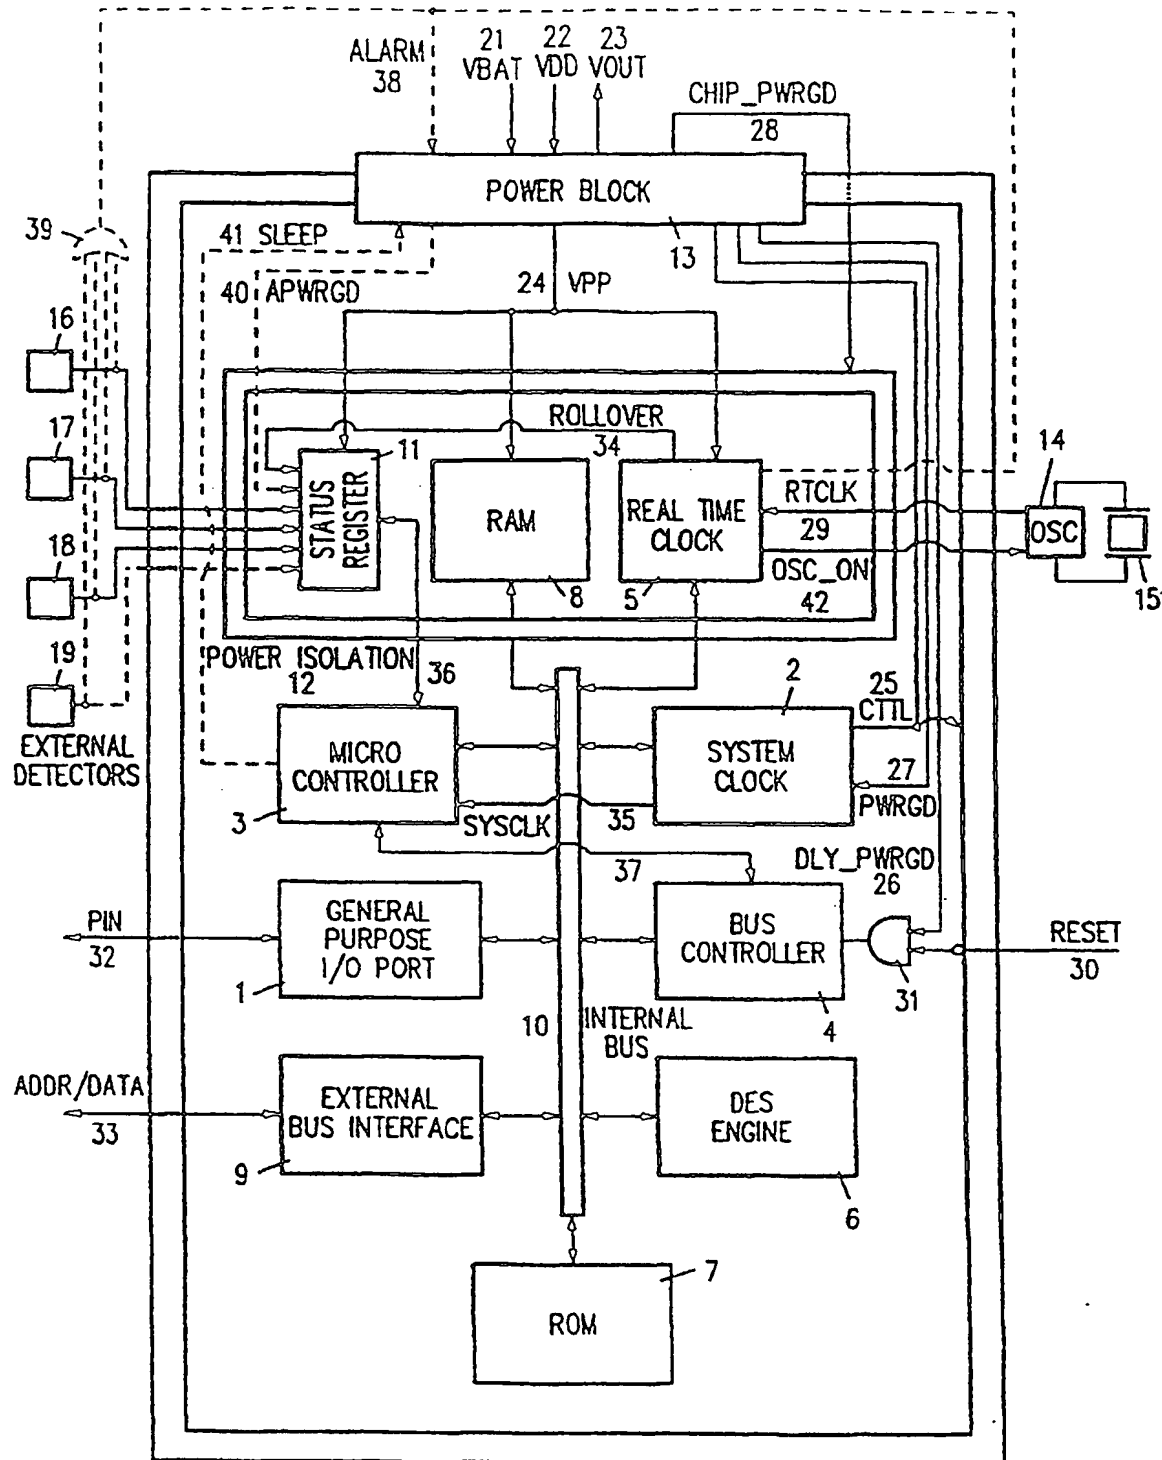 21 22 23
ALARM VBAT VDD VOUT
38
CHIP_PWRGD
28
POWER BLOCK
13
39
41 SLEEP
40 APWRGD
24 VPP
16
ROLLOVER
34
17
11
STATUS
REGISTER
RAM
8
REAL TIME
CLOCK
5
RTCLK
29
OSC_ON
42
14
OSC
15
18
POWER ISOLATION
12
36
19
EXTERNAL
DETECTORS
MICRO
CONTROLLER
3
2
SYSTEM
CLOCK
25
CTTL
27
PWRGD
SYSCLK
35
37
DLY_PWRGD
26
PIN
32
GENERAL
PURPOSE
I/O PORT
1
BUS
CONTROLLER
4
31
RESET
30
10
INTERNAL
BUS
ADDR/DATA
33
EXTERNAL
BUS INTERFACE
9
DES
ENGINE
6
7
ROM